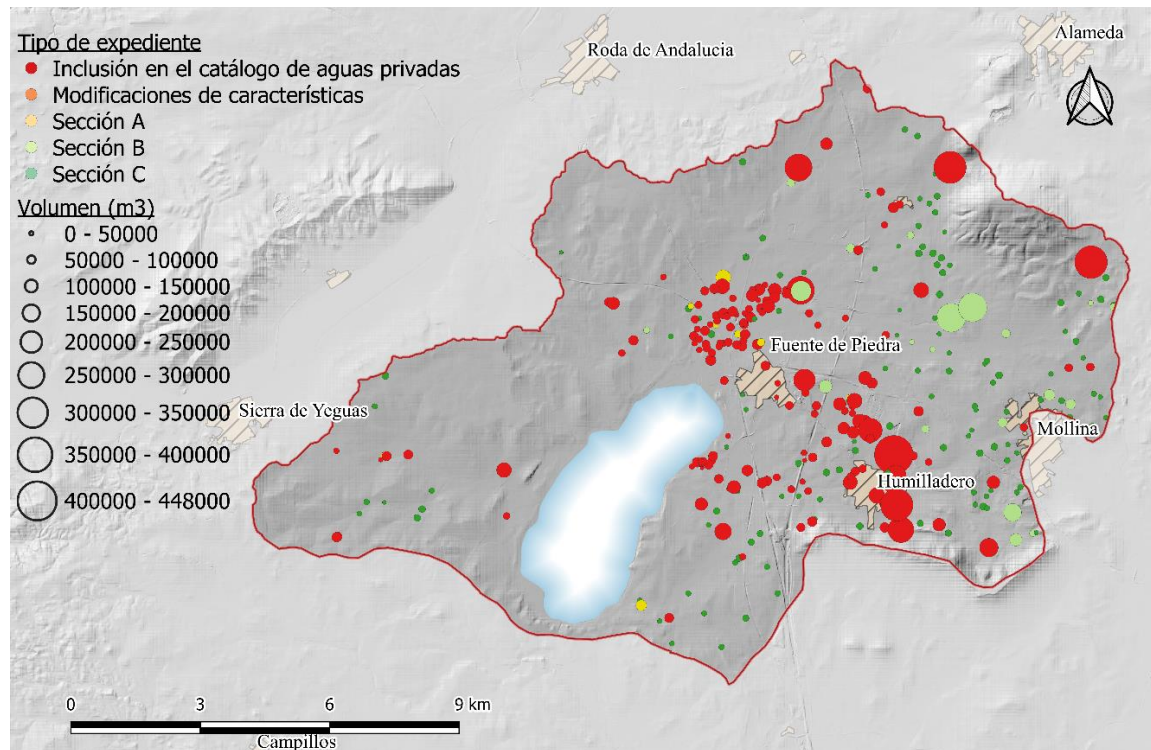 Tipo de expediente
Inclusión en el catálogo de aguas privadas
Modificaciones de característificas
Sección A
Sección B
Sección C
Volumen (m3)
0 - 50000
50000 - 100000
100000 - 150000
150000 - 200000
200000 - 250000
250000 - 300000
300000 - 350000
350000 - 400000
400000 - 448000
Roda de Andalucia
Alameda
Fuente de Piedra
Sierra de Yeguas
Mollina
Humilladero
0 3 6 9 km
Campillos